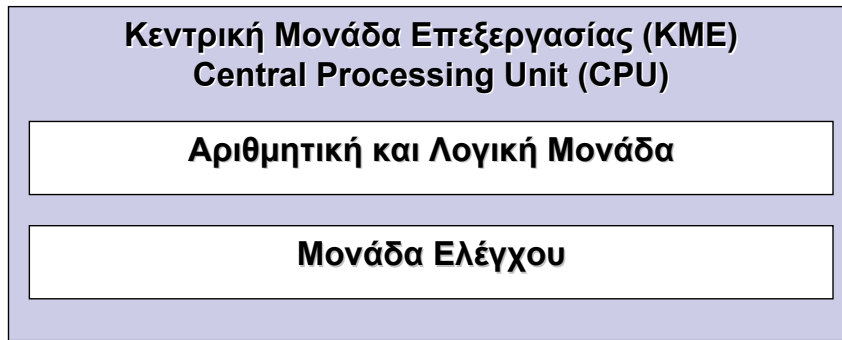 Κεντρική Μονάδα Επεξεργασίας (ΚΜΕ)
Central Processing Unit (CPU)
Αριθμητική και Λογική Μονάδα
Μονάδα Ελέγχου